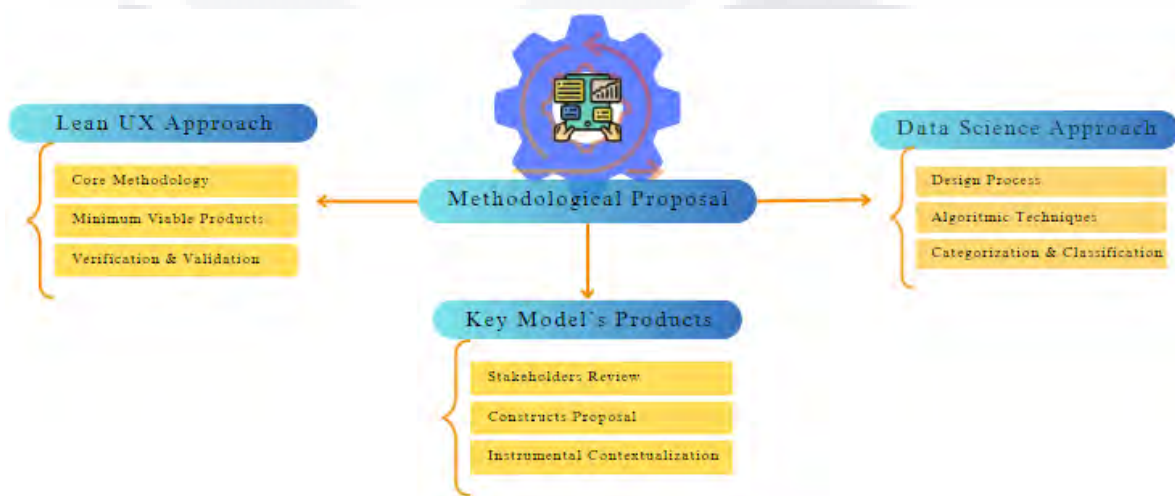 Methodological Proposal
Lean UX Approach
Core Methodology
Minimum Viable Products
Verification & Validation
Data Science Approach
Design Process
Algoritmic Techniques
Categorization & Classification
Key Model`s Products
Stakeholders Review
Constructs Proposal
Instrumental Contextualization